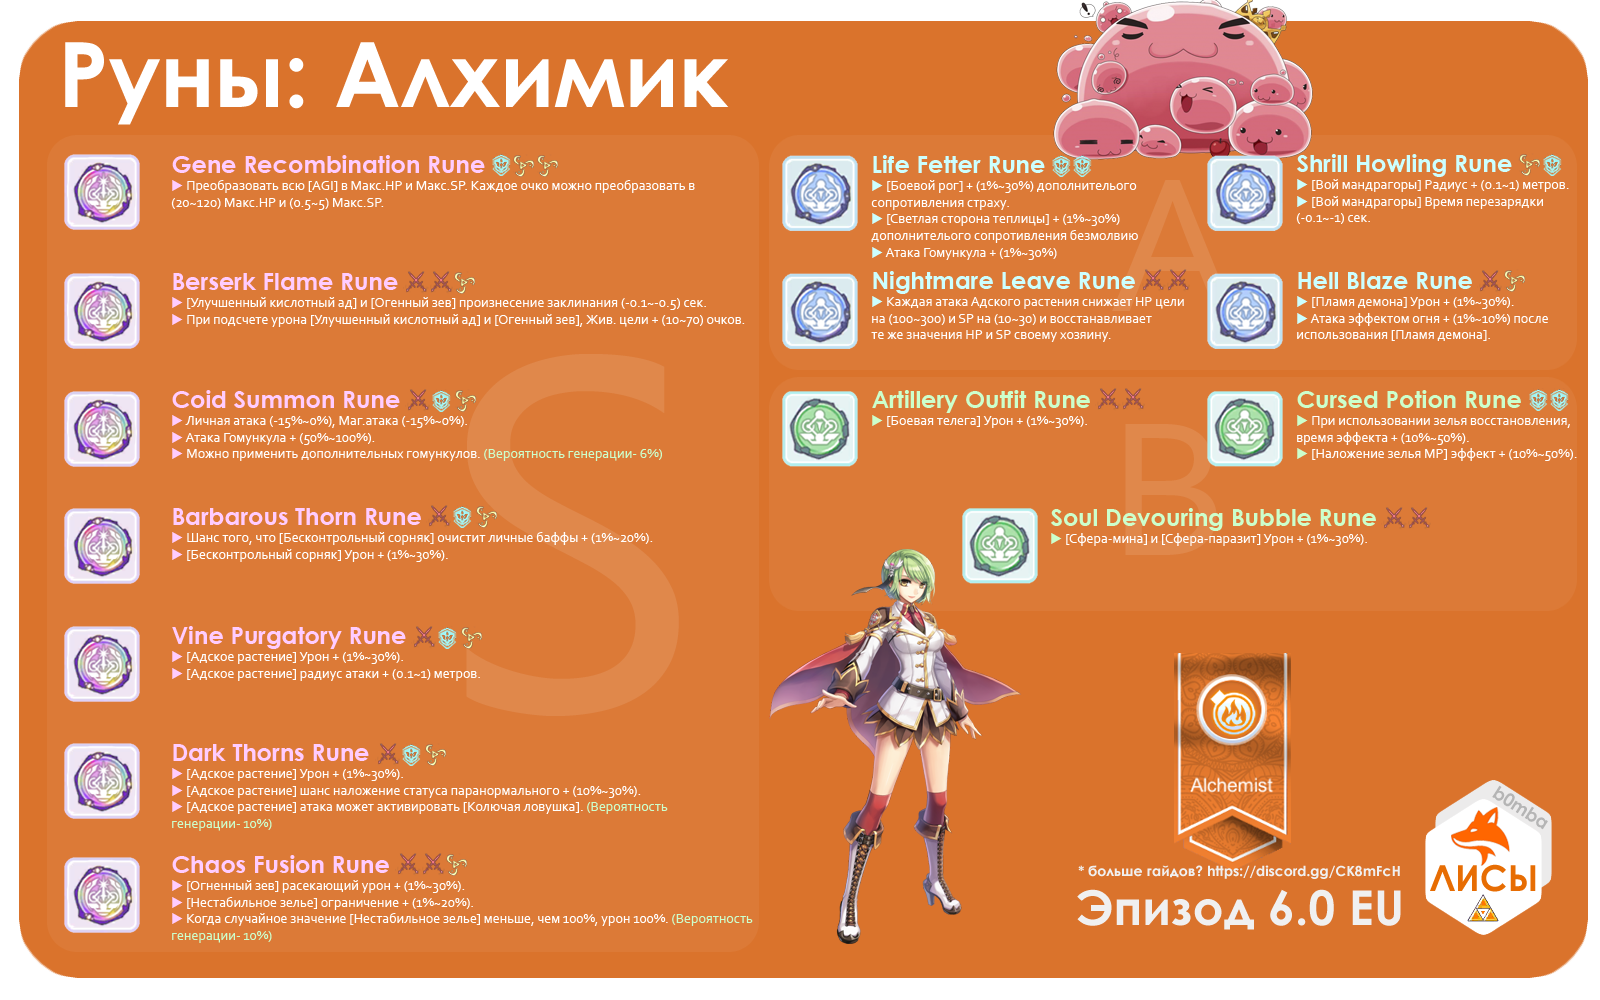 Руны: Алхимик
Gene Recombination Rune
▶ Преобразовать всю [AGI] в Макс.HP и Макс.SP. Каждое очко можно преобразовать в
(20~120) Макс.HP и (0.5~5) Макс.SP.
Berserk Flame Rune
▶ [Улучшенный кислотный ад] и [Огенный зев] произнесение заклинания (-0.1~-0.5) сек.
▶ При подсчете урона [Улучшенный кислотный ад] и [Огенный зев], Жив. цели + (10~70) очков.
Coid Summon Rune
▶ Личная атака (-15%~0%), Маг.атака (-15%~0%).
▶ Атака Гомункула + (50%~100%).
▶ Можно применить дополнительных гомункулов. (Вероятность генерации- 6%)
Barbarous Thorn Rune
▶ Шанс того, что [Бесконтрольный сорняк] очистит личные баффы + (1%~20%).
▶ [Бесконтрольный сорняк] Урон + (1%~30%).
Vine Purgatory Rune
▶ [Адское растение] Урон + (1%~30%).
▶ [Адское растение] радиус атаки + (0.1~1) метров.
Dark Thorns Rune
▶ [Адское растение] Урон + (1%~30%).
▶ [Адское растение] шанс наложение статуса паранормального + (10%~30%).
▶ [Адское растение] атака может активировать [Колючая ловушка]. (Вероятность
генерации- 10%)
Chaos Fusion Rune
▶ [Огненный зев] расекающий урон + (1%~30%).
▶ [Нестабильное зелье] ограничение + (1%~20%).
▶ Когда случайное значение [Нестабильное зелье] меньше, чем 100%, урон 100%. (Вероятность
генерации- 10%)
S
Life Fetter Rune
▶ [Боевой рог] + (1%~30%) дополнителього
сопротивления страху.
▶ [Светлая сторона теплицы] + (1%~30%)
дополнителього сопротивления безмолвию
▶ Атака Гомункула + (1%~30%)
Shrill Howling Rune
▶ [Вой мандрагоры] Радиус + (0.1~1) метров.
▶ [Вой мандрагоры] Время перезарядки
(-0.1~-1) сек.
Nightmare Leave Rune
▶ Каждая атака Адского растения снижает HP цели
на (100~300) и SP на (10~30) и восстанавливает
те же значения HP и SP своему хозяину.
Hell Blaze Rune
▶ [Пламя демона] Урон + (1%~30%).
▶ Атака эффектом огня + (1%~10%) после
использования [Пламя демона].
A
Artillery Outfit Rune
▶ [Боевая телега] Урон + (1%~30%).
Cursed Potion Rune
▶ При использовании зелья восстановления,
время эффекта + (10%~50%).
▶ [Наложение зелья MP] эффект + (10%~50%).
Soul Devouring Bubble Rune
▶ [Сфера-мина] и [Сфера-паразит] Урон + (1%~30%).
B
Alchemist
* больше гайдов? https://discord.gg/CK8mFcH
Эпизод 6.0 EU
b0mba
ЛИСЫ